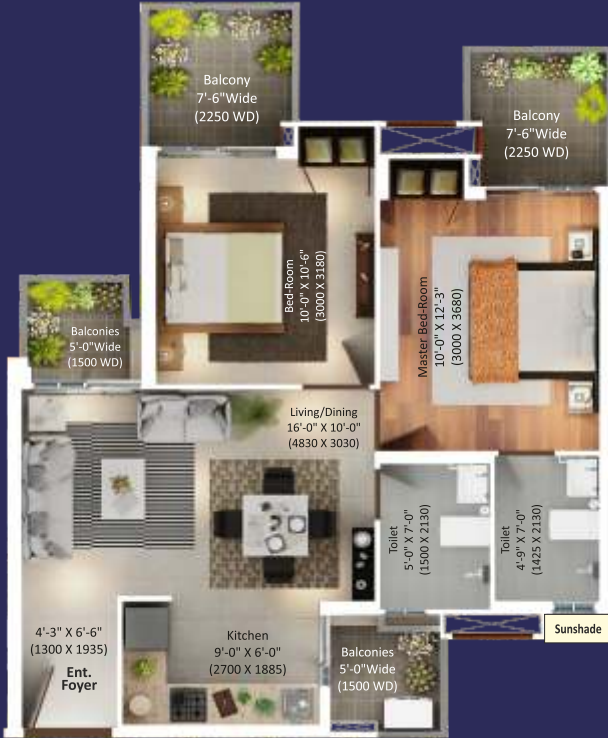 Balcony
7'-6"Wide
(2250 WD)
Balcony
7'-6"Wide
(2250 WD)
Bed-Room
10'-0" X 10'-6"
(3000 X 3180)
Master Bed-Room
10'-0" X 12'-3"
(3000 X 3680)
Balconies
5'-0"Wide
(1500 WD)
Living/Dining
16'-0" X 10'-0"
(4830 X 3030)
Toilet
5'-0" X 7'-0"
(1500 X 2130)
Toilet
4'-9" X 7'-0"
(1425 X 2130)
4'-3" X 6'-6"
(1300 X 1935)
Ent.
Foyer
Kitchen
9'-0" X 6'-0"
(2700 X 1885)
Balconies
5'-0"Wide
(1500 WD)
Sunshade